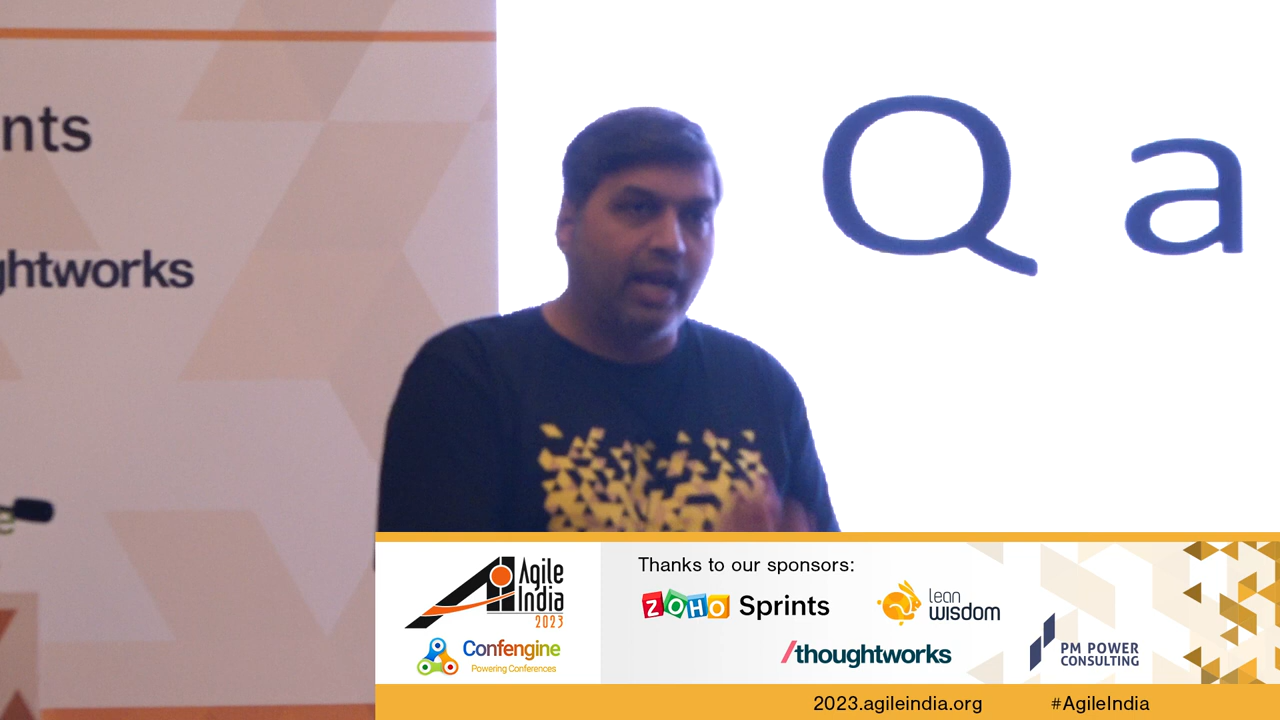 nts
ghtworks
Q a
Agile
India
2023
Confengine
Powering Conferences
Thanks to our sponsors:
ZOHO Sprints
lean
wisdom
/thoughtworks
PM POWER
CONSULTING
2023.agileindia.org
#AgileIndia